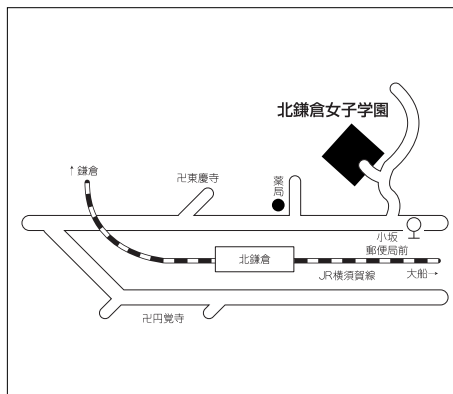 北鎌倉女子学園
↑鎌倉
卍東慶寺
薬局
小坂
郵便局前
北鎌倉
JR横須賀線
大船→
卍円覚寺